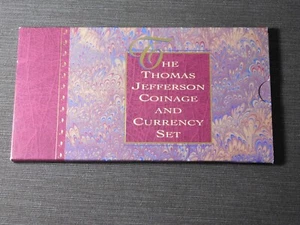 THE
THOMAS
JEFFERSON
COINAGE
AND
CURRENCY
SET